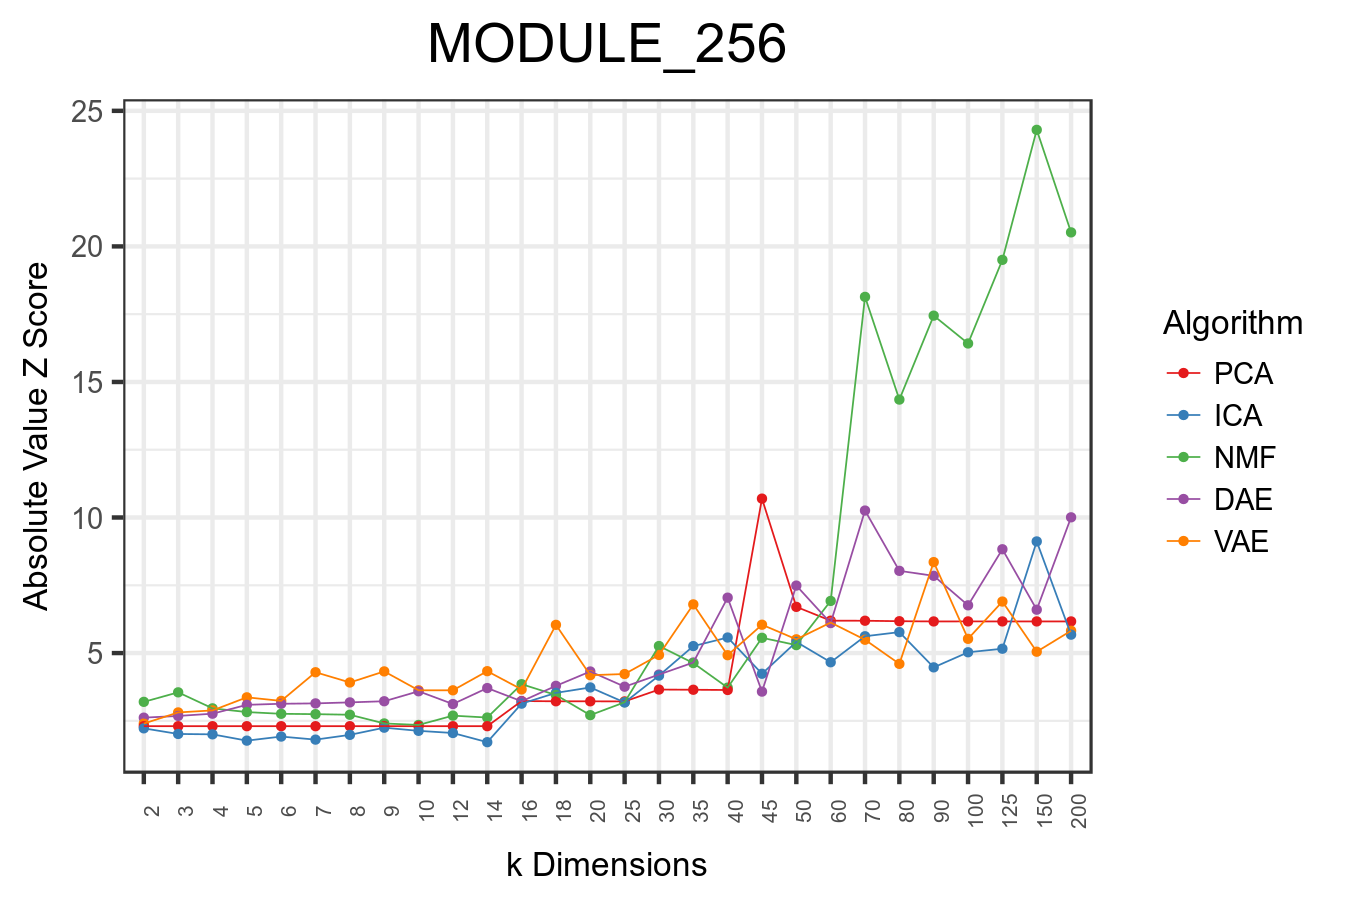 MODULE_256
25
20
15
10
5
Absolute Value Z Score
2 3 4 5 6 7 8 9 10 12 14 16 18 20 25 30 35 40 45 50 60 70 80 90 100 125 150 200
k Dimensions
Algorithm
PCA
ICA
NMF
DAE
VAE